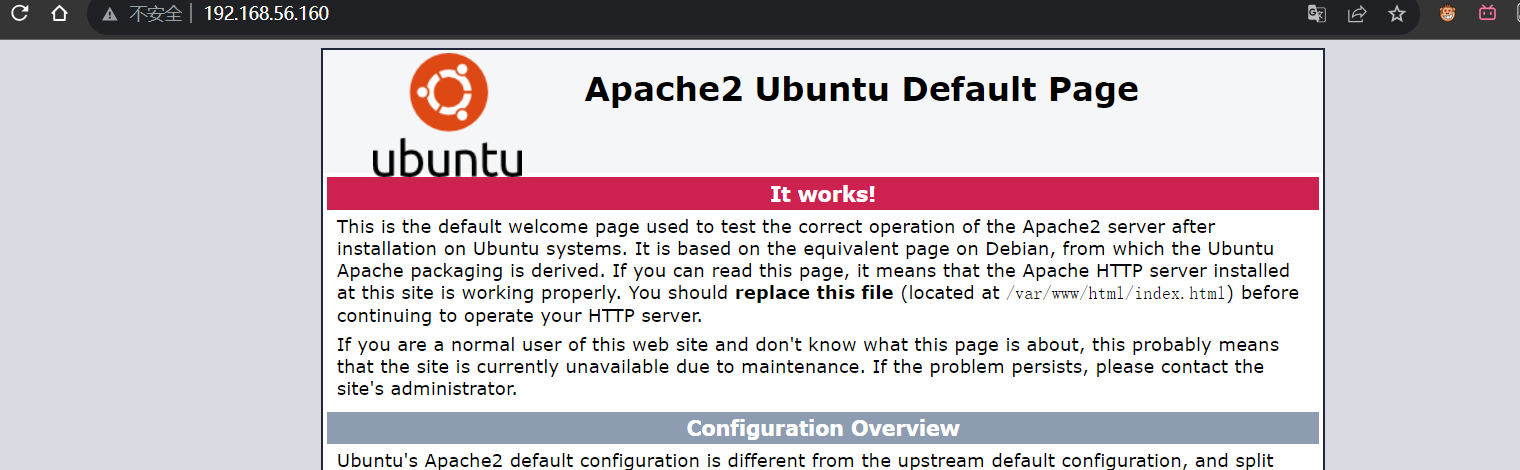 不安全 192.168.56.160
Apache2 Ubuntu Default Page
ubuntu
It works!
This is the default welcome page used to test the correct operation of the Apache2 server after
installation on Ubuntu systems. It is based on the equivalent page on Debian, from which the Ubuntu
Apache packaging is derived. If you can read this page, it means that the Apache HTTP server installed
at this site is working properly. You should replace this file (located at /var/www/html/index.html) before
continuing to operate your HTTP server.
If you are a normal user of this web site and don't know what this page is about, this probably means
that the site is currently unavailable due to maintenance. If the problem persists, please contact the
site's administrator.
Configuration Overview
Ubuntu's Apache2 default configuration is different from the upstream default configuration, and split